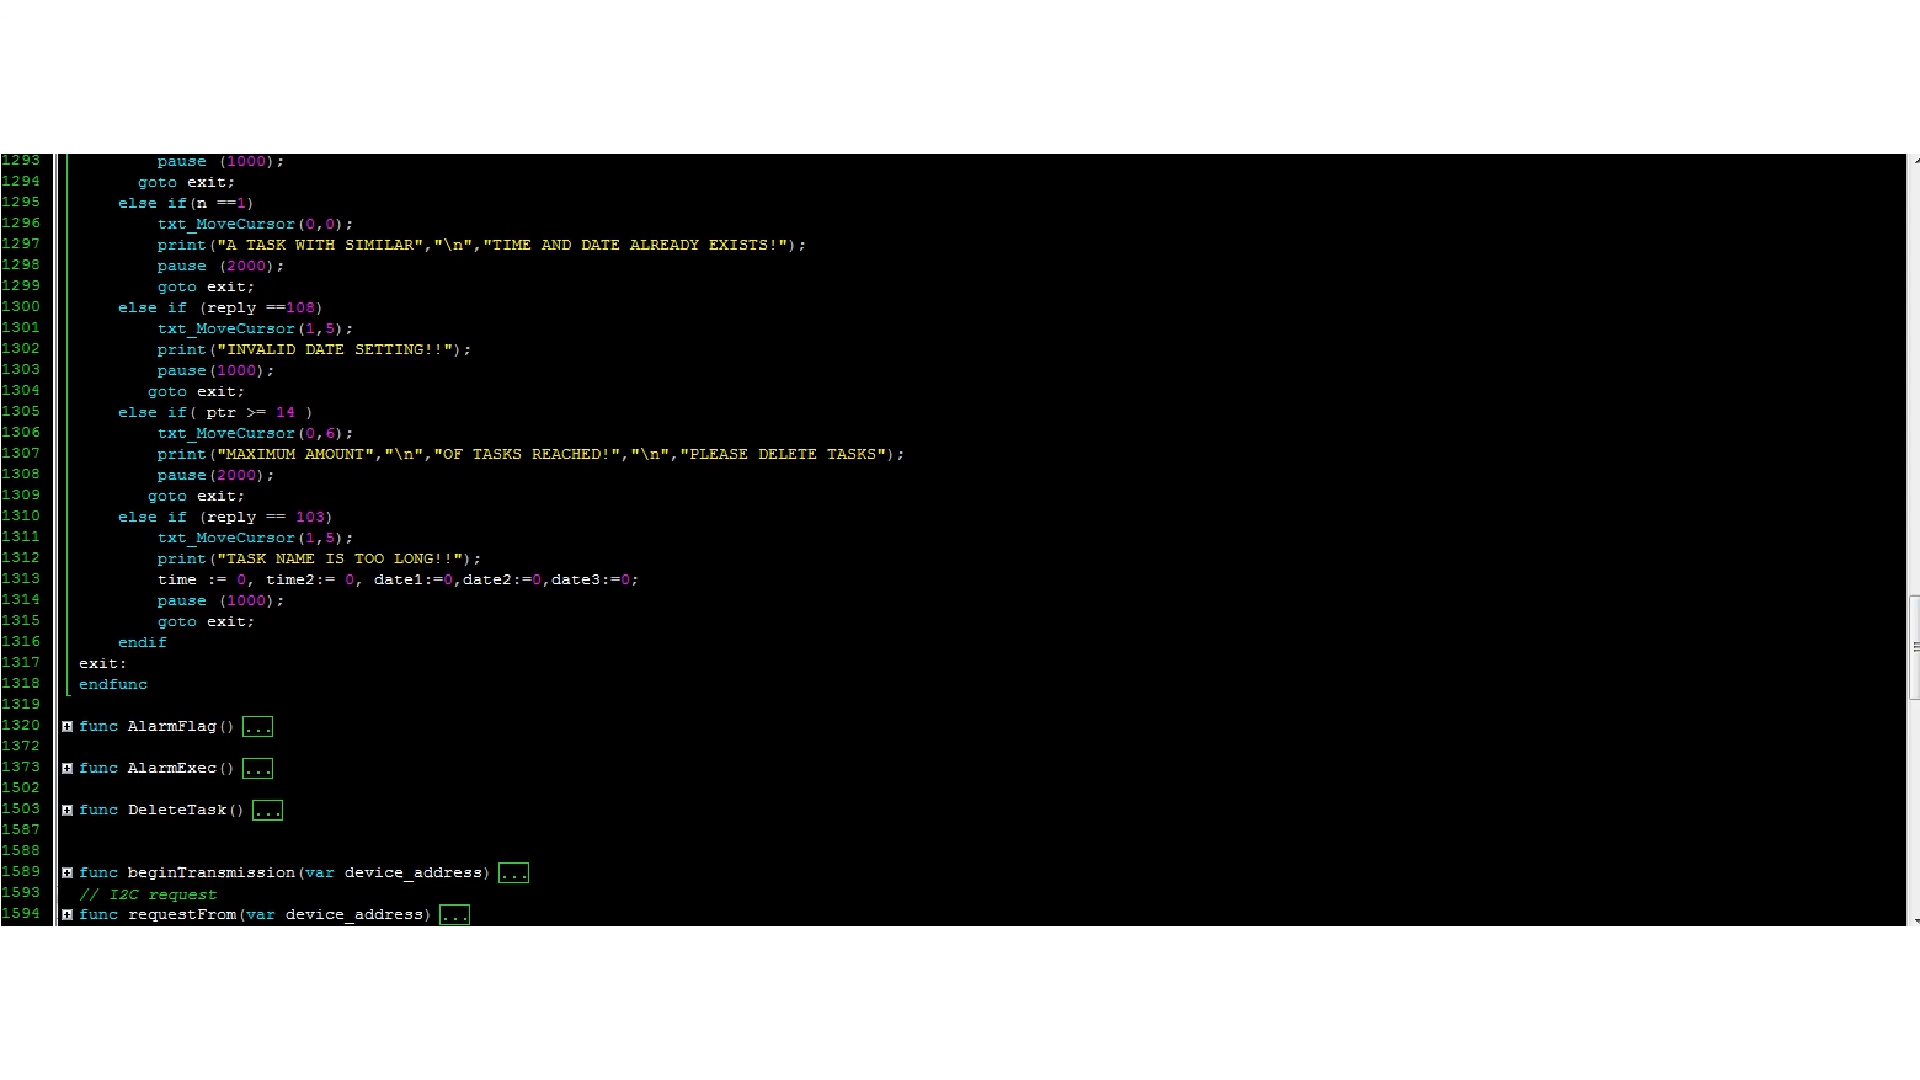 1293 pause (1000);
1294 goto exit;
1295 else if(n ==1)
1296 txt_MoveCursor(0,0);
1297 print("A TASK WITH SIMILAR","\n","TIME AND DATE ALREADY EXISTS!");
1298 pause (2000);
1299 goto exit;
1300 else if (reply ==108)
1301 txt_MoveCursor(1,5);
1302 print("INVALID DATE SETTING!!");
1303 pause(1000);
1304 goto exit;
1305 else if( ptr >= 14 )
1306 txt_MoveCursor(0,6);
1307 print("MAXIMUM AMOUNT","\n","OF TASKS REACHED!","\n","PLEASE DELETE TASKS");
1308 pause(2000);
1309 goto exit;
1310 else if (reply == 103)
1311 txt_MoveCursor(1,5);
1312 print("TASK NAME IS TOO LONG!!");
1313 time := 0, time2:= 0, date1:=0,date2:=0,date3:=0;
1314 pause (1000);
1315 goto exit;
1316 endif
1317 exit:
1318 endfunc
1319
1320 func AlarmFlag() ...
1372
1373 func AlarmExec() ...
1502
1503 func DeleteTask() ...
1587
1588
1589 func beginTransmission(var device_address) ...
1593 // I2C request
1594 func requestFrom(var device_address) ...